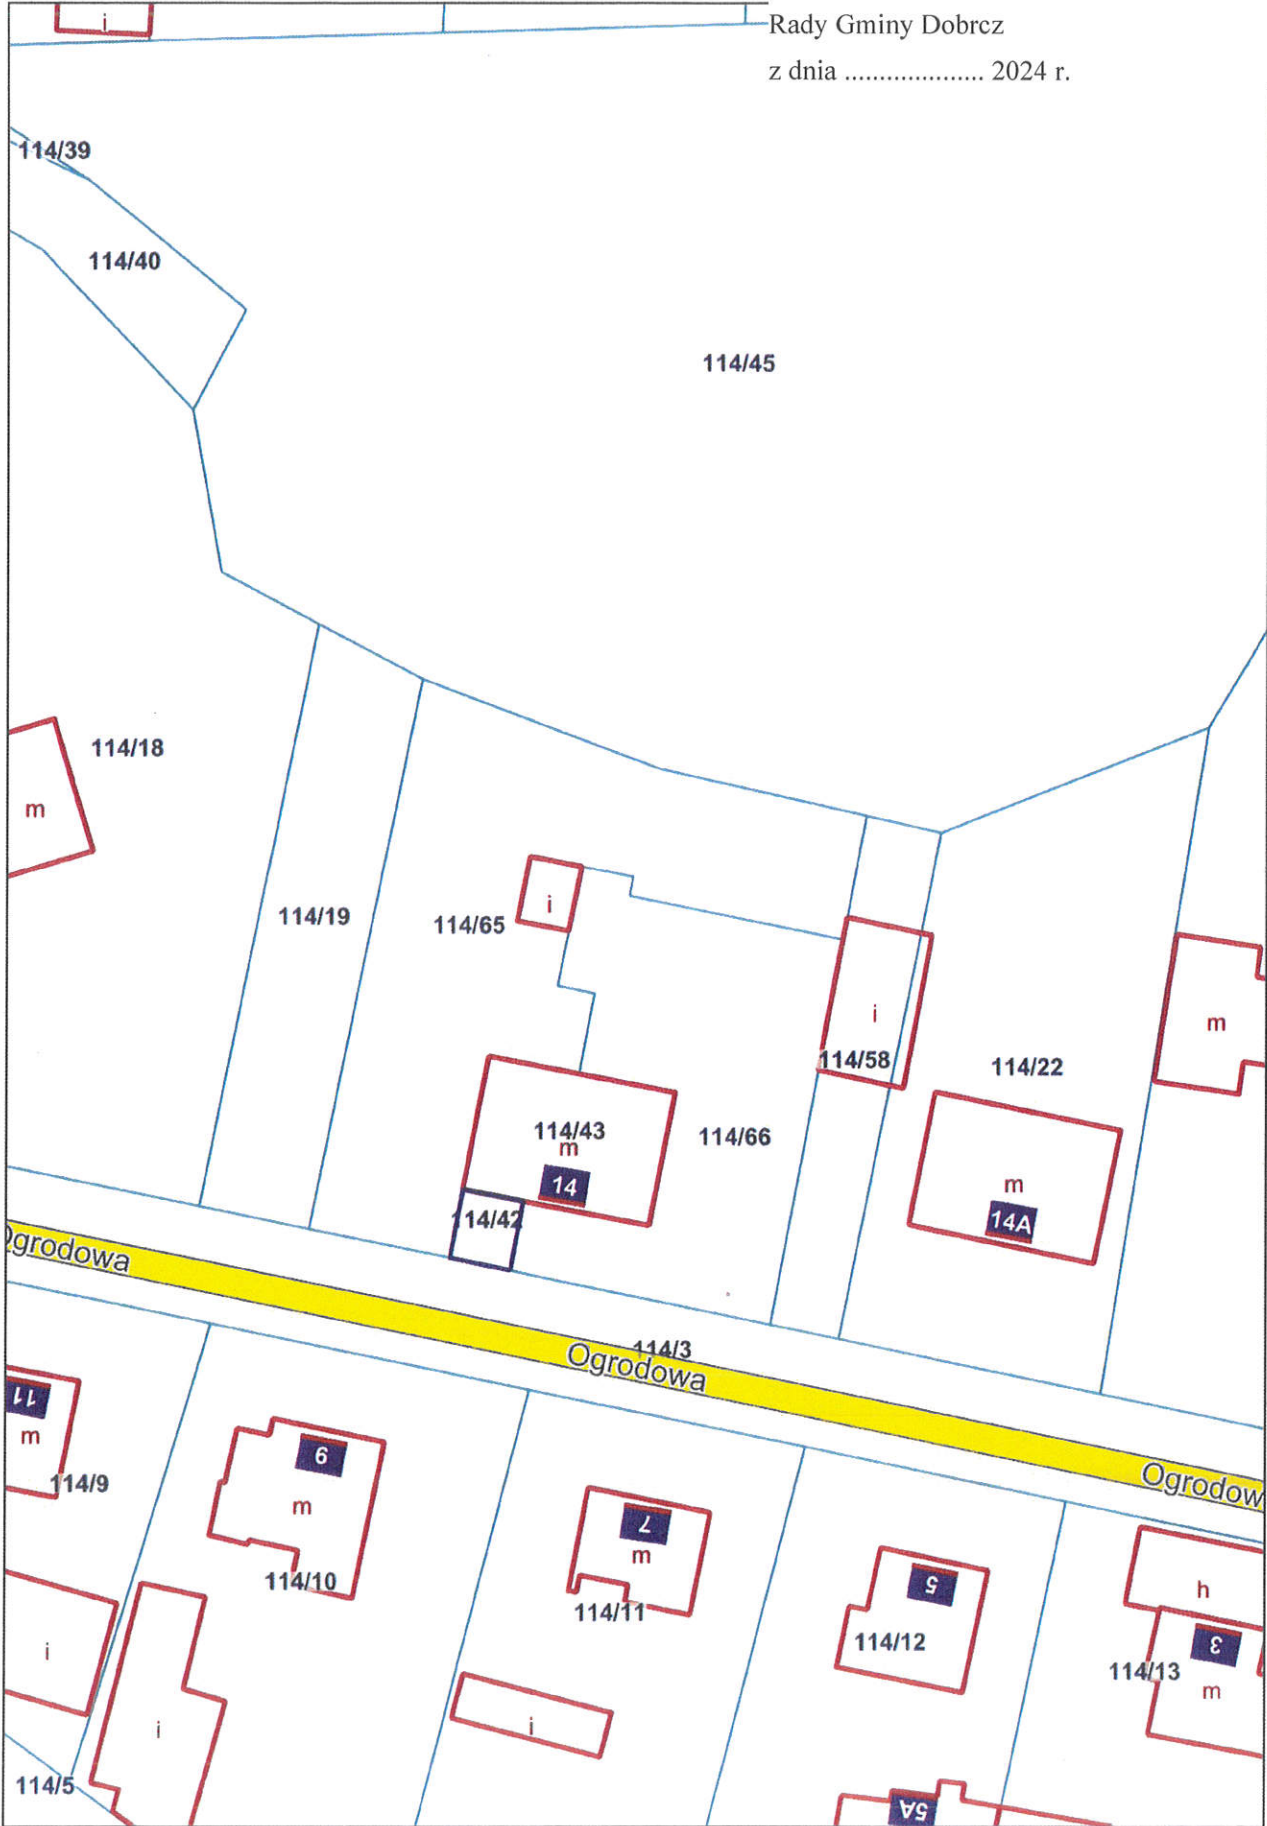 i
Rady Gminy Dobrcz
z dnia .................... 2024 r.
114/39
114/40
114/45
114/18
m
114/19
114/65
i
i
m
114/58
114/22
114/43
m
114/66
14
m
14A
114/42
Ogrodowa
114/3
Ogrodowa
Ogrodow
11
m
114/9
9
m
114/10
7
m
114/11
5
114/12
h
3
114/13
m
i
i
i
114/5
5A